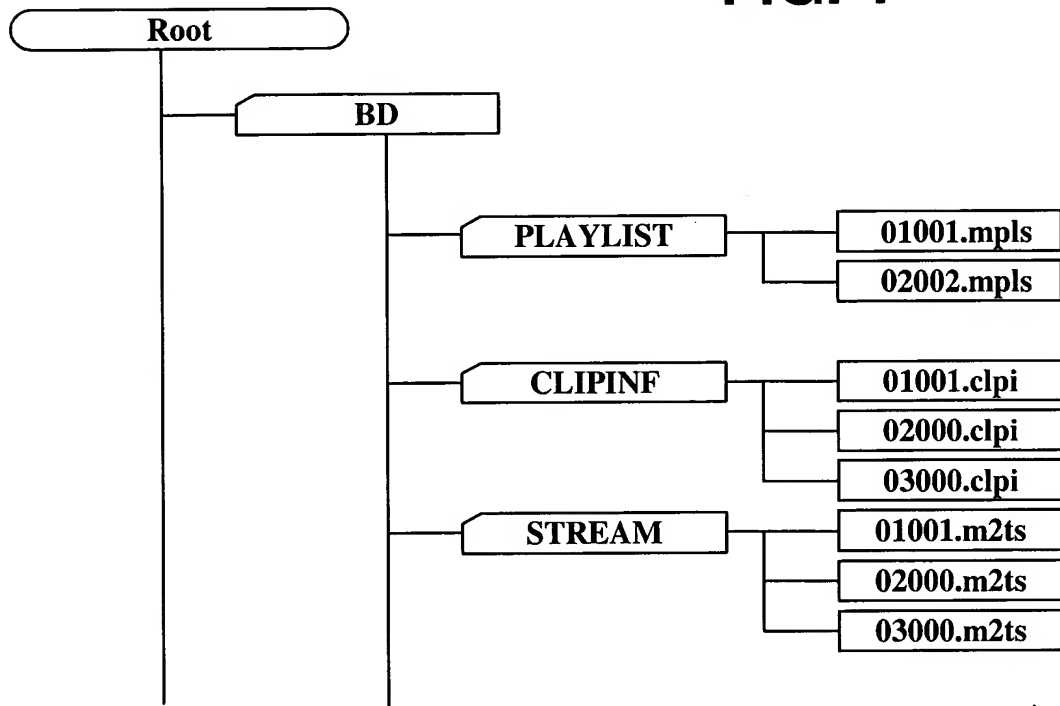 Root
BD
PLAYLIST
01001.mpls
02002.mpls
CLIPINF
01001.clpi
02000.clpi
03000.clpi
STREAM
01001.m2ts
02000.m2ts
03000.m2ts